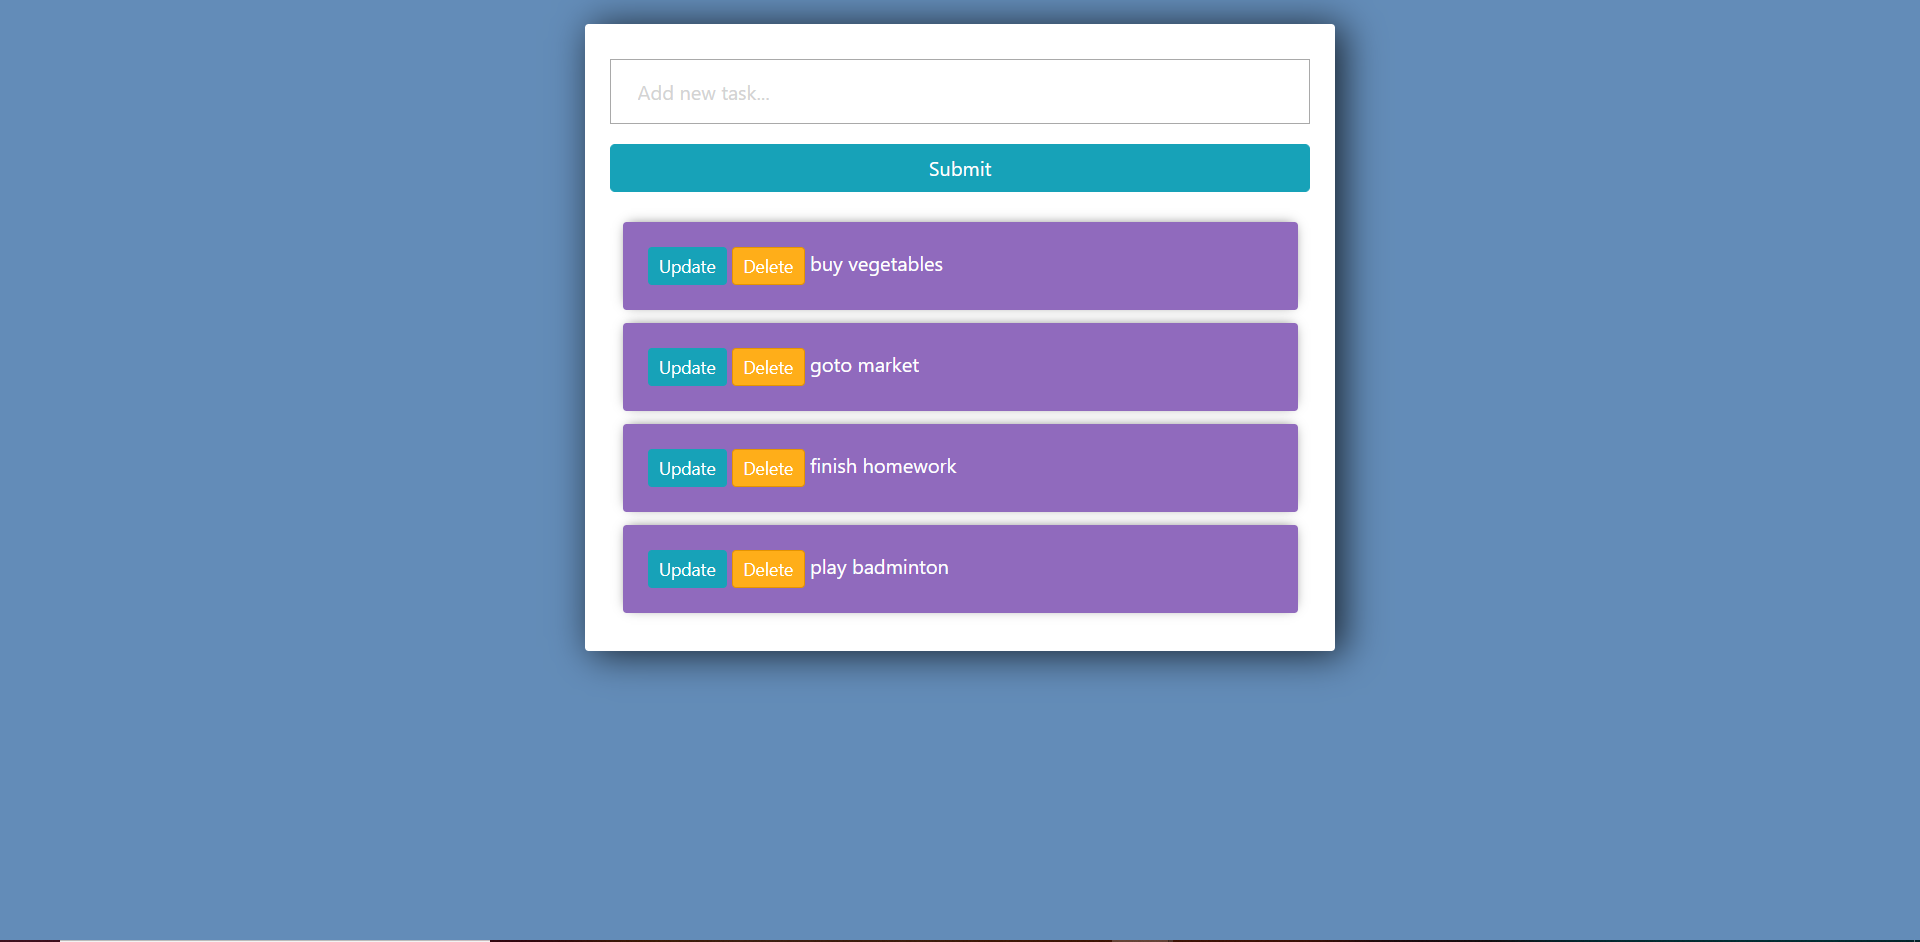 Add new task...
Submit
Update Delete buy vegetables
Update Delete goto market
Update Delete finish homework
Update Delete play badminton